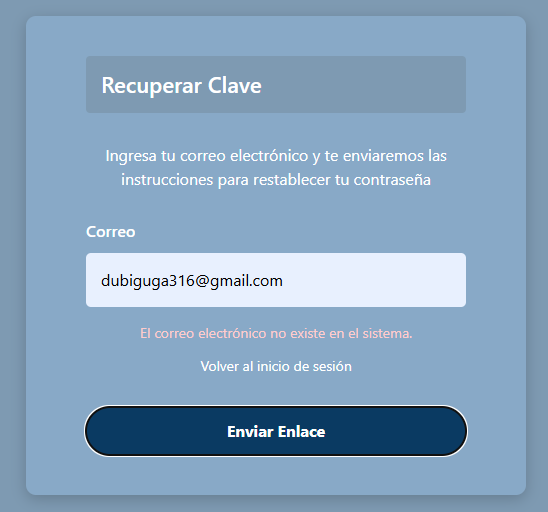 Recuperar Clave
Ingresa tu correo electrónico y te enviaremos las
instrucciones para restablecer tu contraseña
Correo
dubiguga316@gmail.com
El correo electrónico no existe en el sistema.
Volver al inicio de sesión
Enviar Enlace